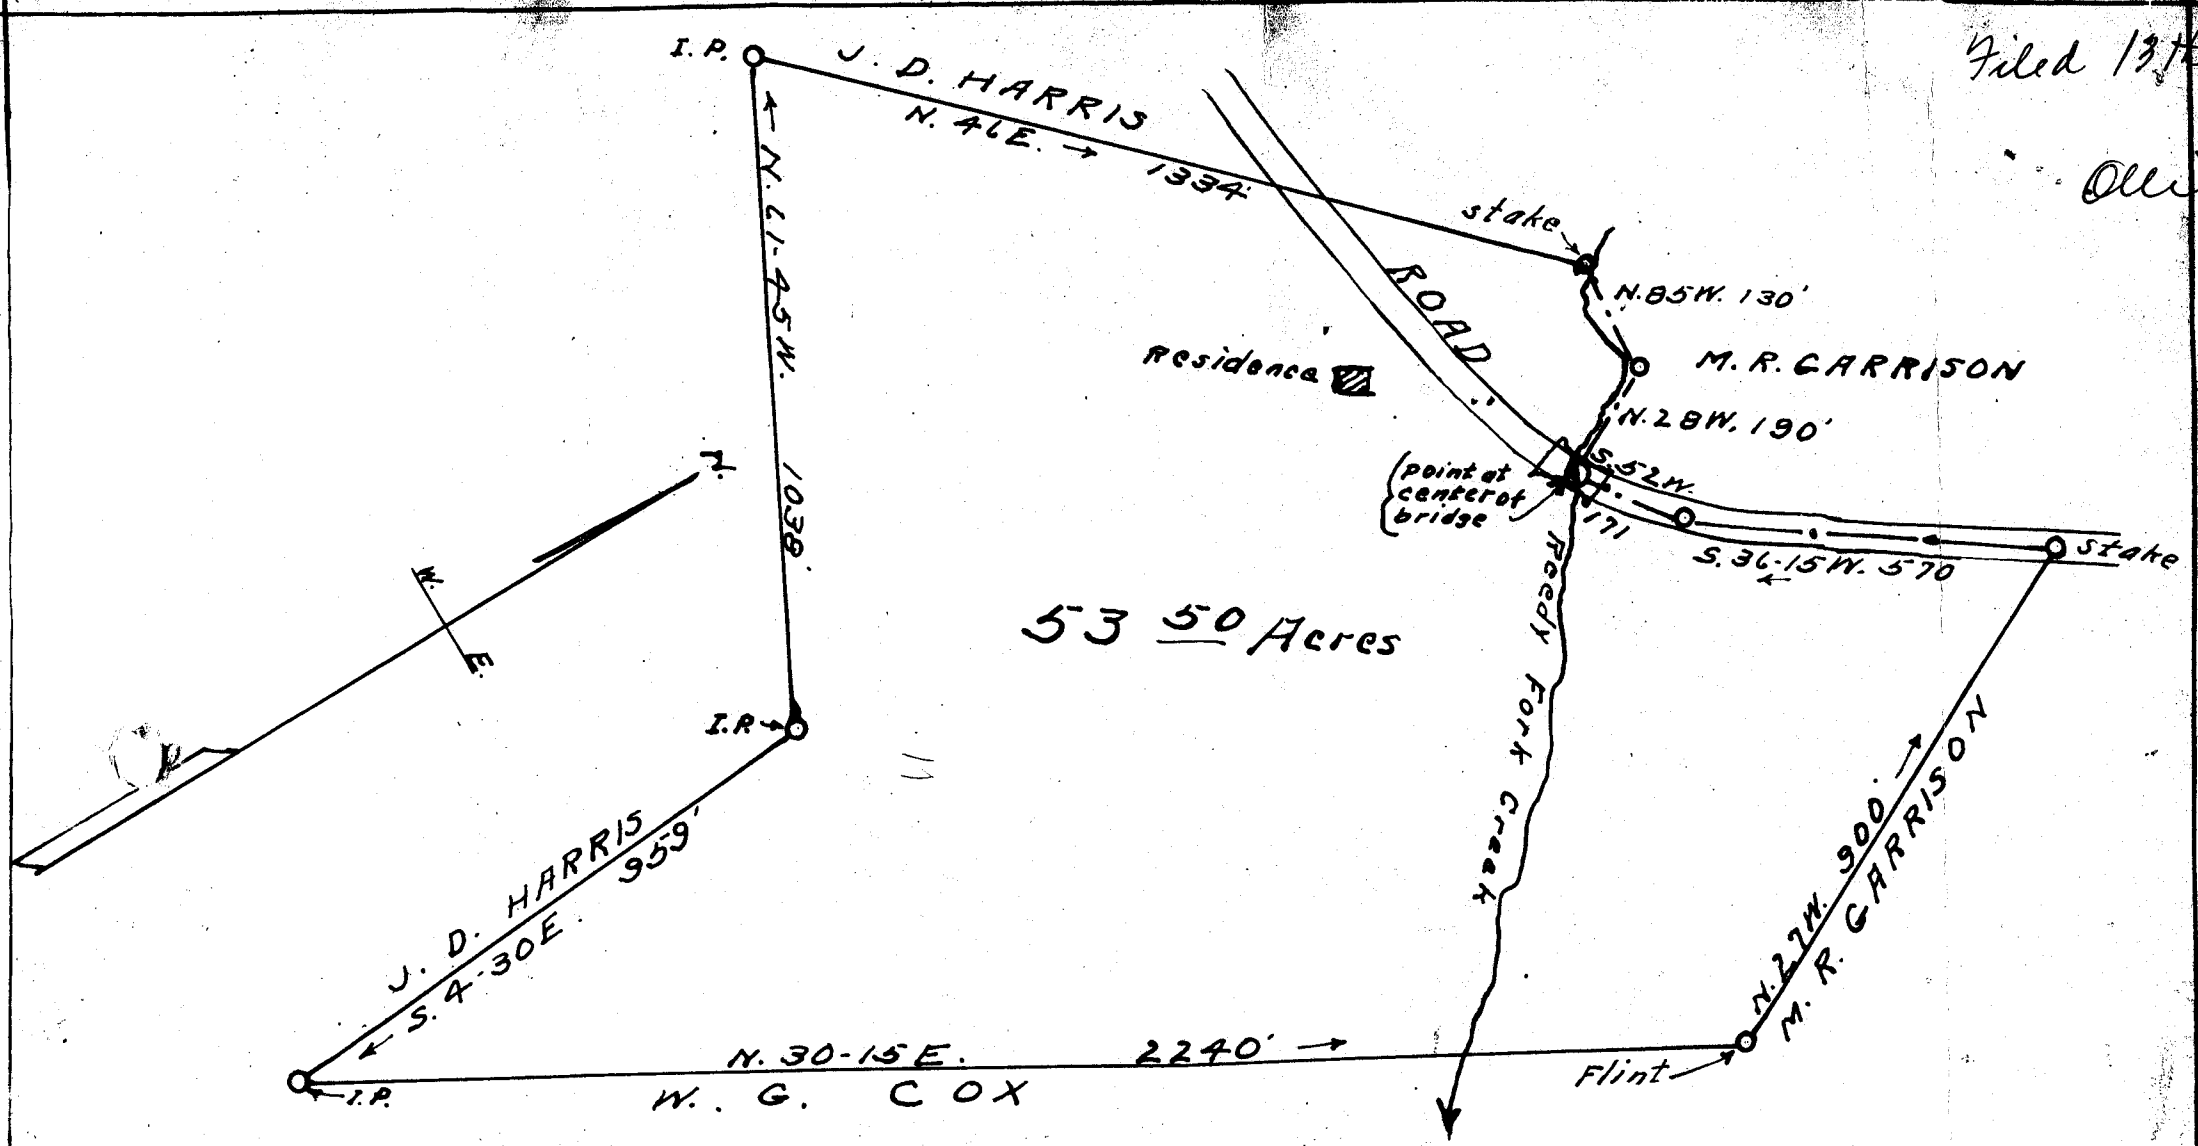 Filed 13th
I. P.
J. D. HARRIS
N. 46E. → 1334'
stake
N. 85W. 130'
ROAD
Residence
M. R. GARRISON
N. 28W. 190'
S. 52W. 171
(point at
center of
bridge
S. 36-15W. 570
stake
← N. 61-45W. 1038'
N.
W.
E.
53 50 Acres
Reedy Fork Creek
I. P.
J. D. HARRIS
S. 4-30E. 959'
N. 27W. 900.
M. R. GARRISON
N. 30-15E. 2240' →
Flint
I.P.
W. G. COX